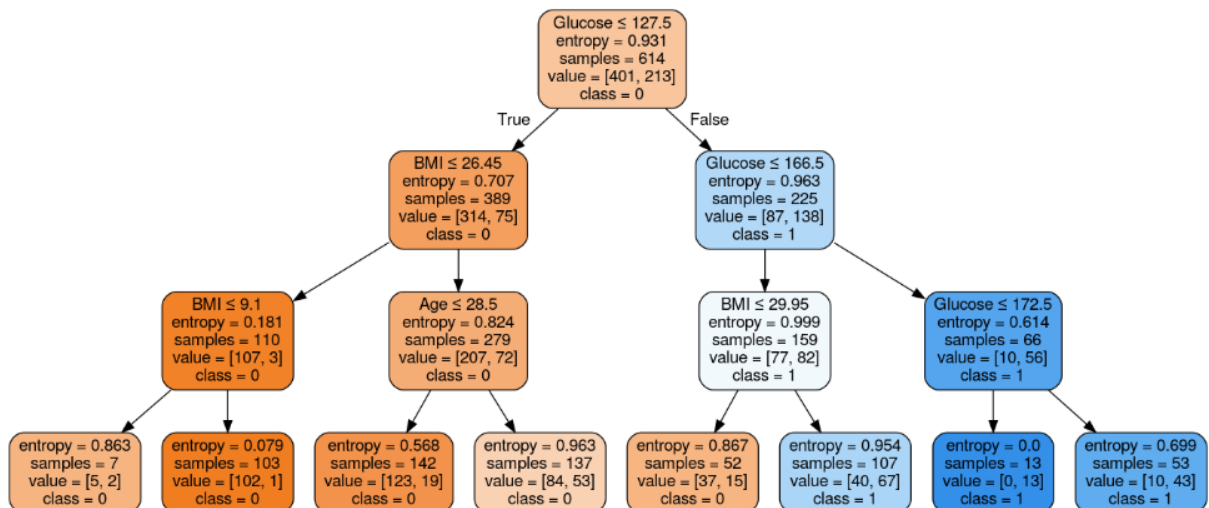 Glucose ≤ 127.5
entropy = 0.931
samples = 614
value = [401, 213]
class = 0
True
False
BMI ≤ 26.45
entropy = 0.707
samples = 389
value = [314, 75]
class = 0
Glucose ≤ 166.5
entropy = 0.963
samples = 225
value = [87, 138]
class = 1
BMI ≤ 9.1
entropy = 0.181
samples = 110
value = [107, 3]
class = 0
Age ≤ 28.5
entropy = 0.824
samples = 279
value = [207, 72]
class = 0
BMI ≤ 29.95
entropy = 0.999
samples = 159
value = [77, 82]
class = 1
Glucose ≤ 172.5
entropy = 0.614
samples = 66
value = [10, 56]
class = 1
entropy = 0.863
samples = 7
value = [5, 2]
class = 0
entropy = 0.079
samples = 103
value = [102, 1]
class = 0
entropy = 0.568
samples = 142
value = [123, 19]
class = 0
entropy = 0.963
samples = 137
value = [84, 53]
class = 0
entropy = 0.867
samples = 52
value = [37, 15]
class = 0
entropy = 0.954
samples = 107
value = [40, 67]
class = 1
entropy = 0.0
samples = 13
value = [0, 13]
class = 1
entropy = 0.699
samples = 53
value = [10, 43]
class = 1